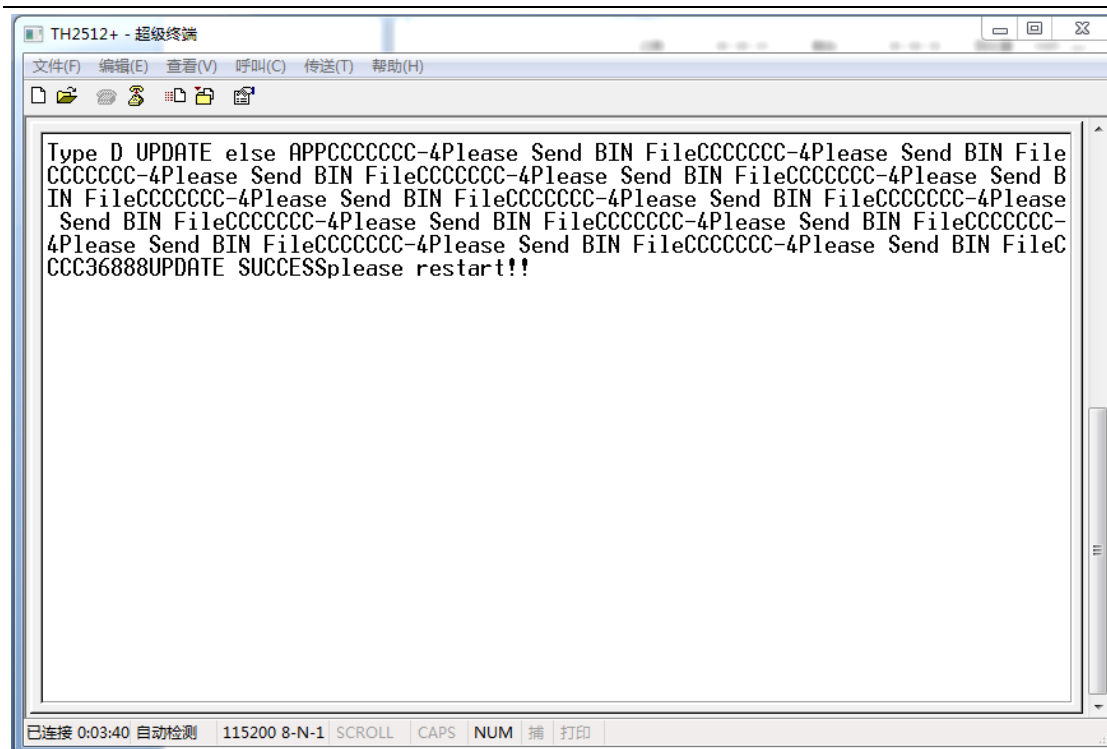 TH2512+ - 超级终端
文件(F) 编辑(E) 查看(V) 呼叫(C) 传送(T) 帮助(H)
Type D UPDATE else APPCCCCCCC-4Please Send BIN FileCCCCCCC-4Please Send BIN File
CCCCCCC-4Please Send BIN FileCCCCCCC-4Please Send BIN FileCCCCCCC-4Please Send B
IN FileCCCCCCC-4Please Send BIN FileCCCCCCC-4Please Send BIN FileCCCCCCC-4Please
 Send BIN FileCCCCCCC-4Please Send BIN FileCCCCCCC-4Please Send BIN FileCCCCCCC-
4Please Send BIN FileCCCCCCC-4Please Send BIN FileCCCCCCC-4Please Send BIN FileC
CCC36888UPDATE SUCCESSplease restart!!
已连接 0:03:40 自动检测 115200 8-N-1 SCROLL CAPS NUM 捕 打印